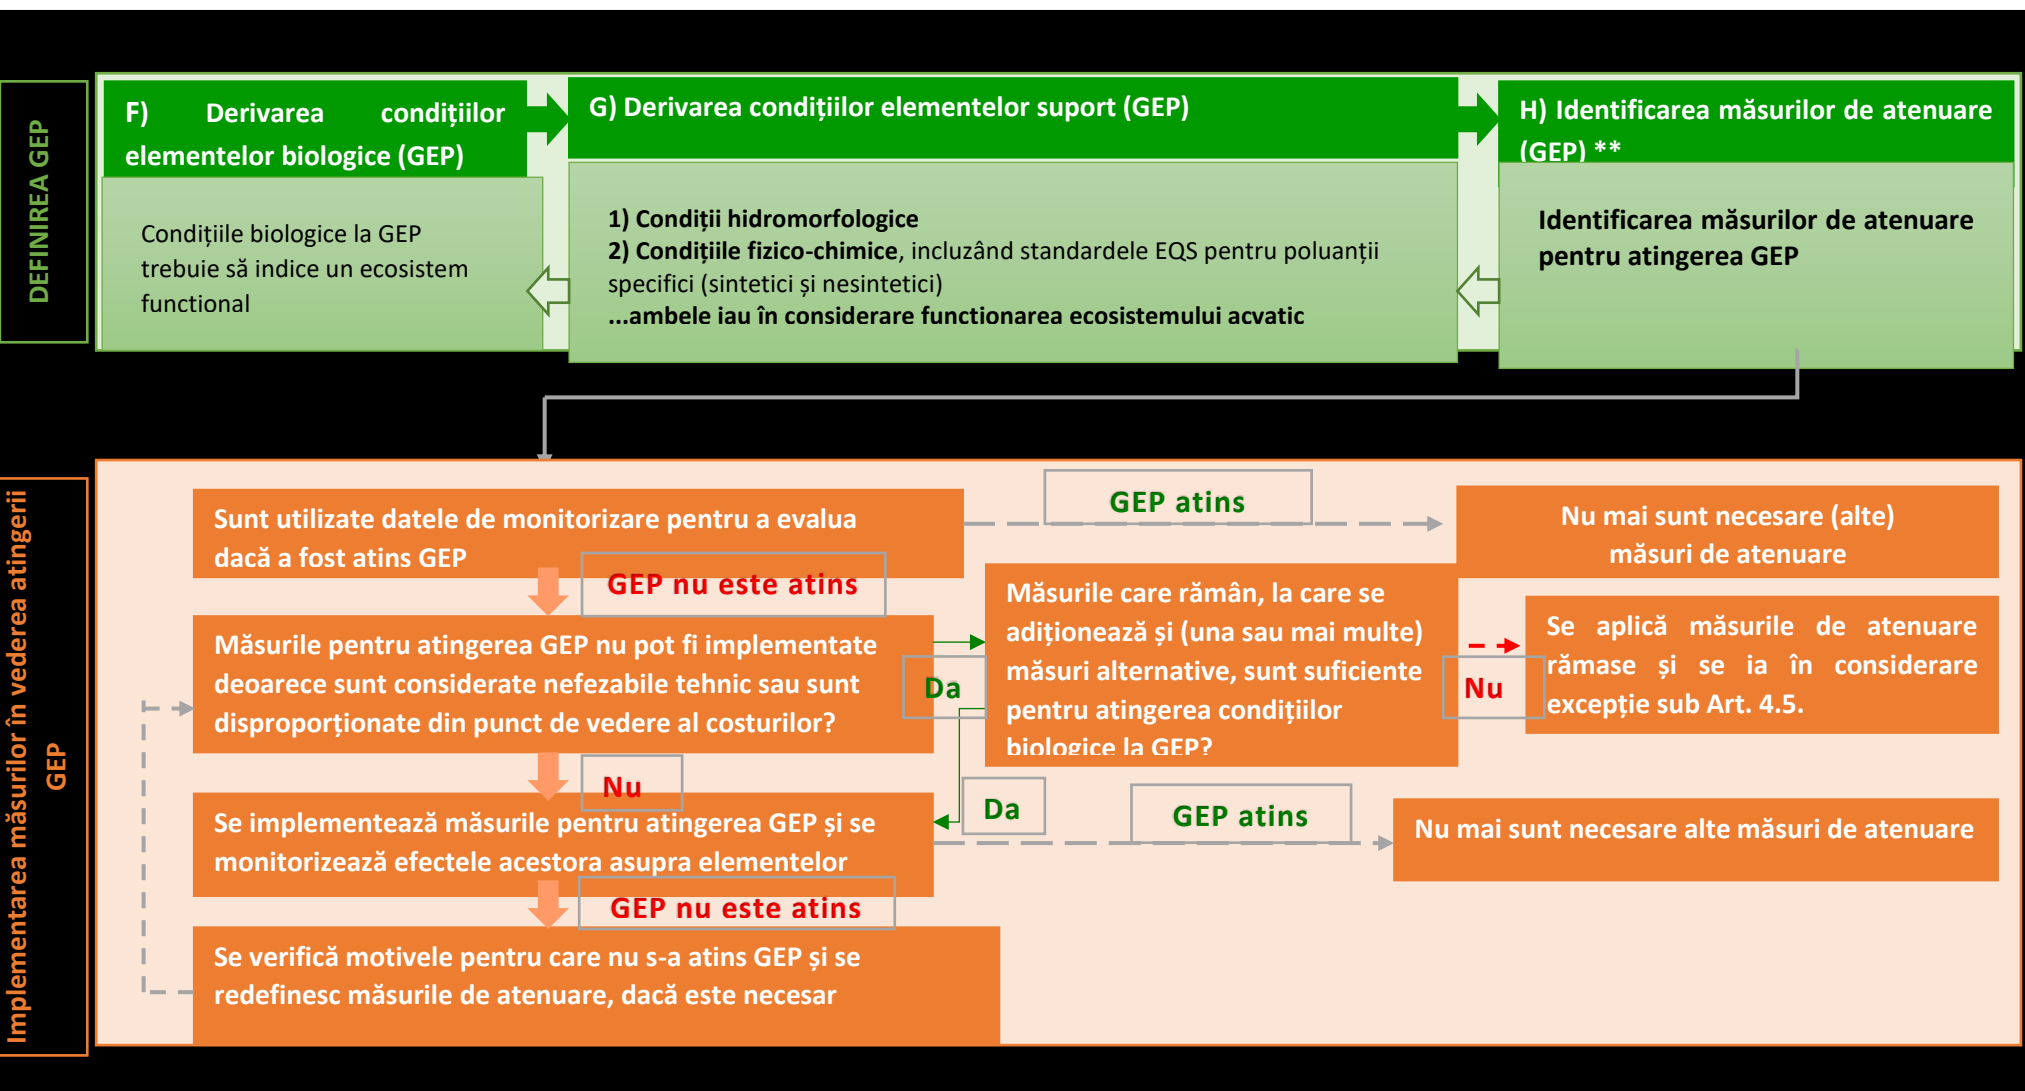 DEFINIREA GEP
F) Derivarea condițiilor
elementelor biologice (GEP)
G) Derivarea condițiilor elementelor suport (GEP)
H) Identificarea măsurilor de atenuare
(GEP) **
Condițiile biologice la GEP
trebuie să indice un ecosistem
functional
1) Condiții hidromorfologice
2) Condițiile fizico-chimice, incluzând standardele EQS pentru poluanții
specifici (sintetici și nesintetici)
...ambele iau în considerare functionarea ecosistemului acvatic
Identificarea măsurilor de atenuare
pentru atingerea GEP
Implementarea măsurilor în vederea atingerii
GEP
Sunt utilizate datele de monitorizare pentru a evalua
dacă a fost atins GEP
GEP atins
Nu mai sunt necesare (alte)
măsuri de atenuare
GEP nu este atins
Măsurile pentru atingerea GEP nu pot fi implementate
deoarece sunt considerate nefezabile tehnic sau sunt
disproporționate din punct de vedere al costurilor?
Da
Măsurile care rămân, la care se
adiționează și (una sau mai multe)
măsuri alternative, sunt suficiente
pentru atingerea condițiilor
biologice la GEP?
Nu
Se aplică măsurile de atenuare
rămase și se ia în considerare
excepție sub Art. 4.5.
Nu
Da
Se implementează măsurile pentru atingerea GEP și se
monitorizează efectele acestora asupra elementelor
GEP atins
Nu mai sunt necesare alte măsuri de atenuare
GEP nu este atins
Se verifică motivele pentru care nu s-a atins GEP și se
redefinesc măsurile de atenuare, dacă este necesar